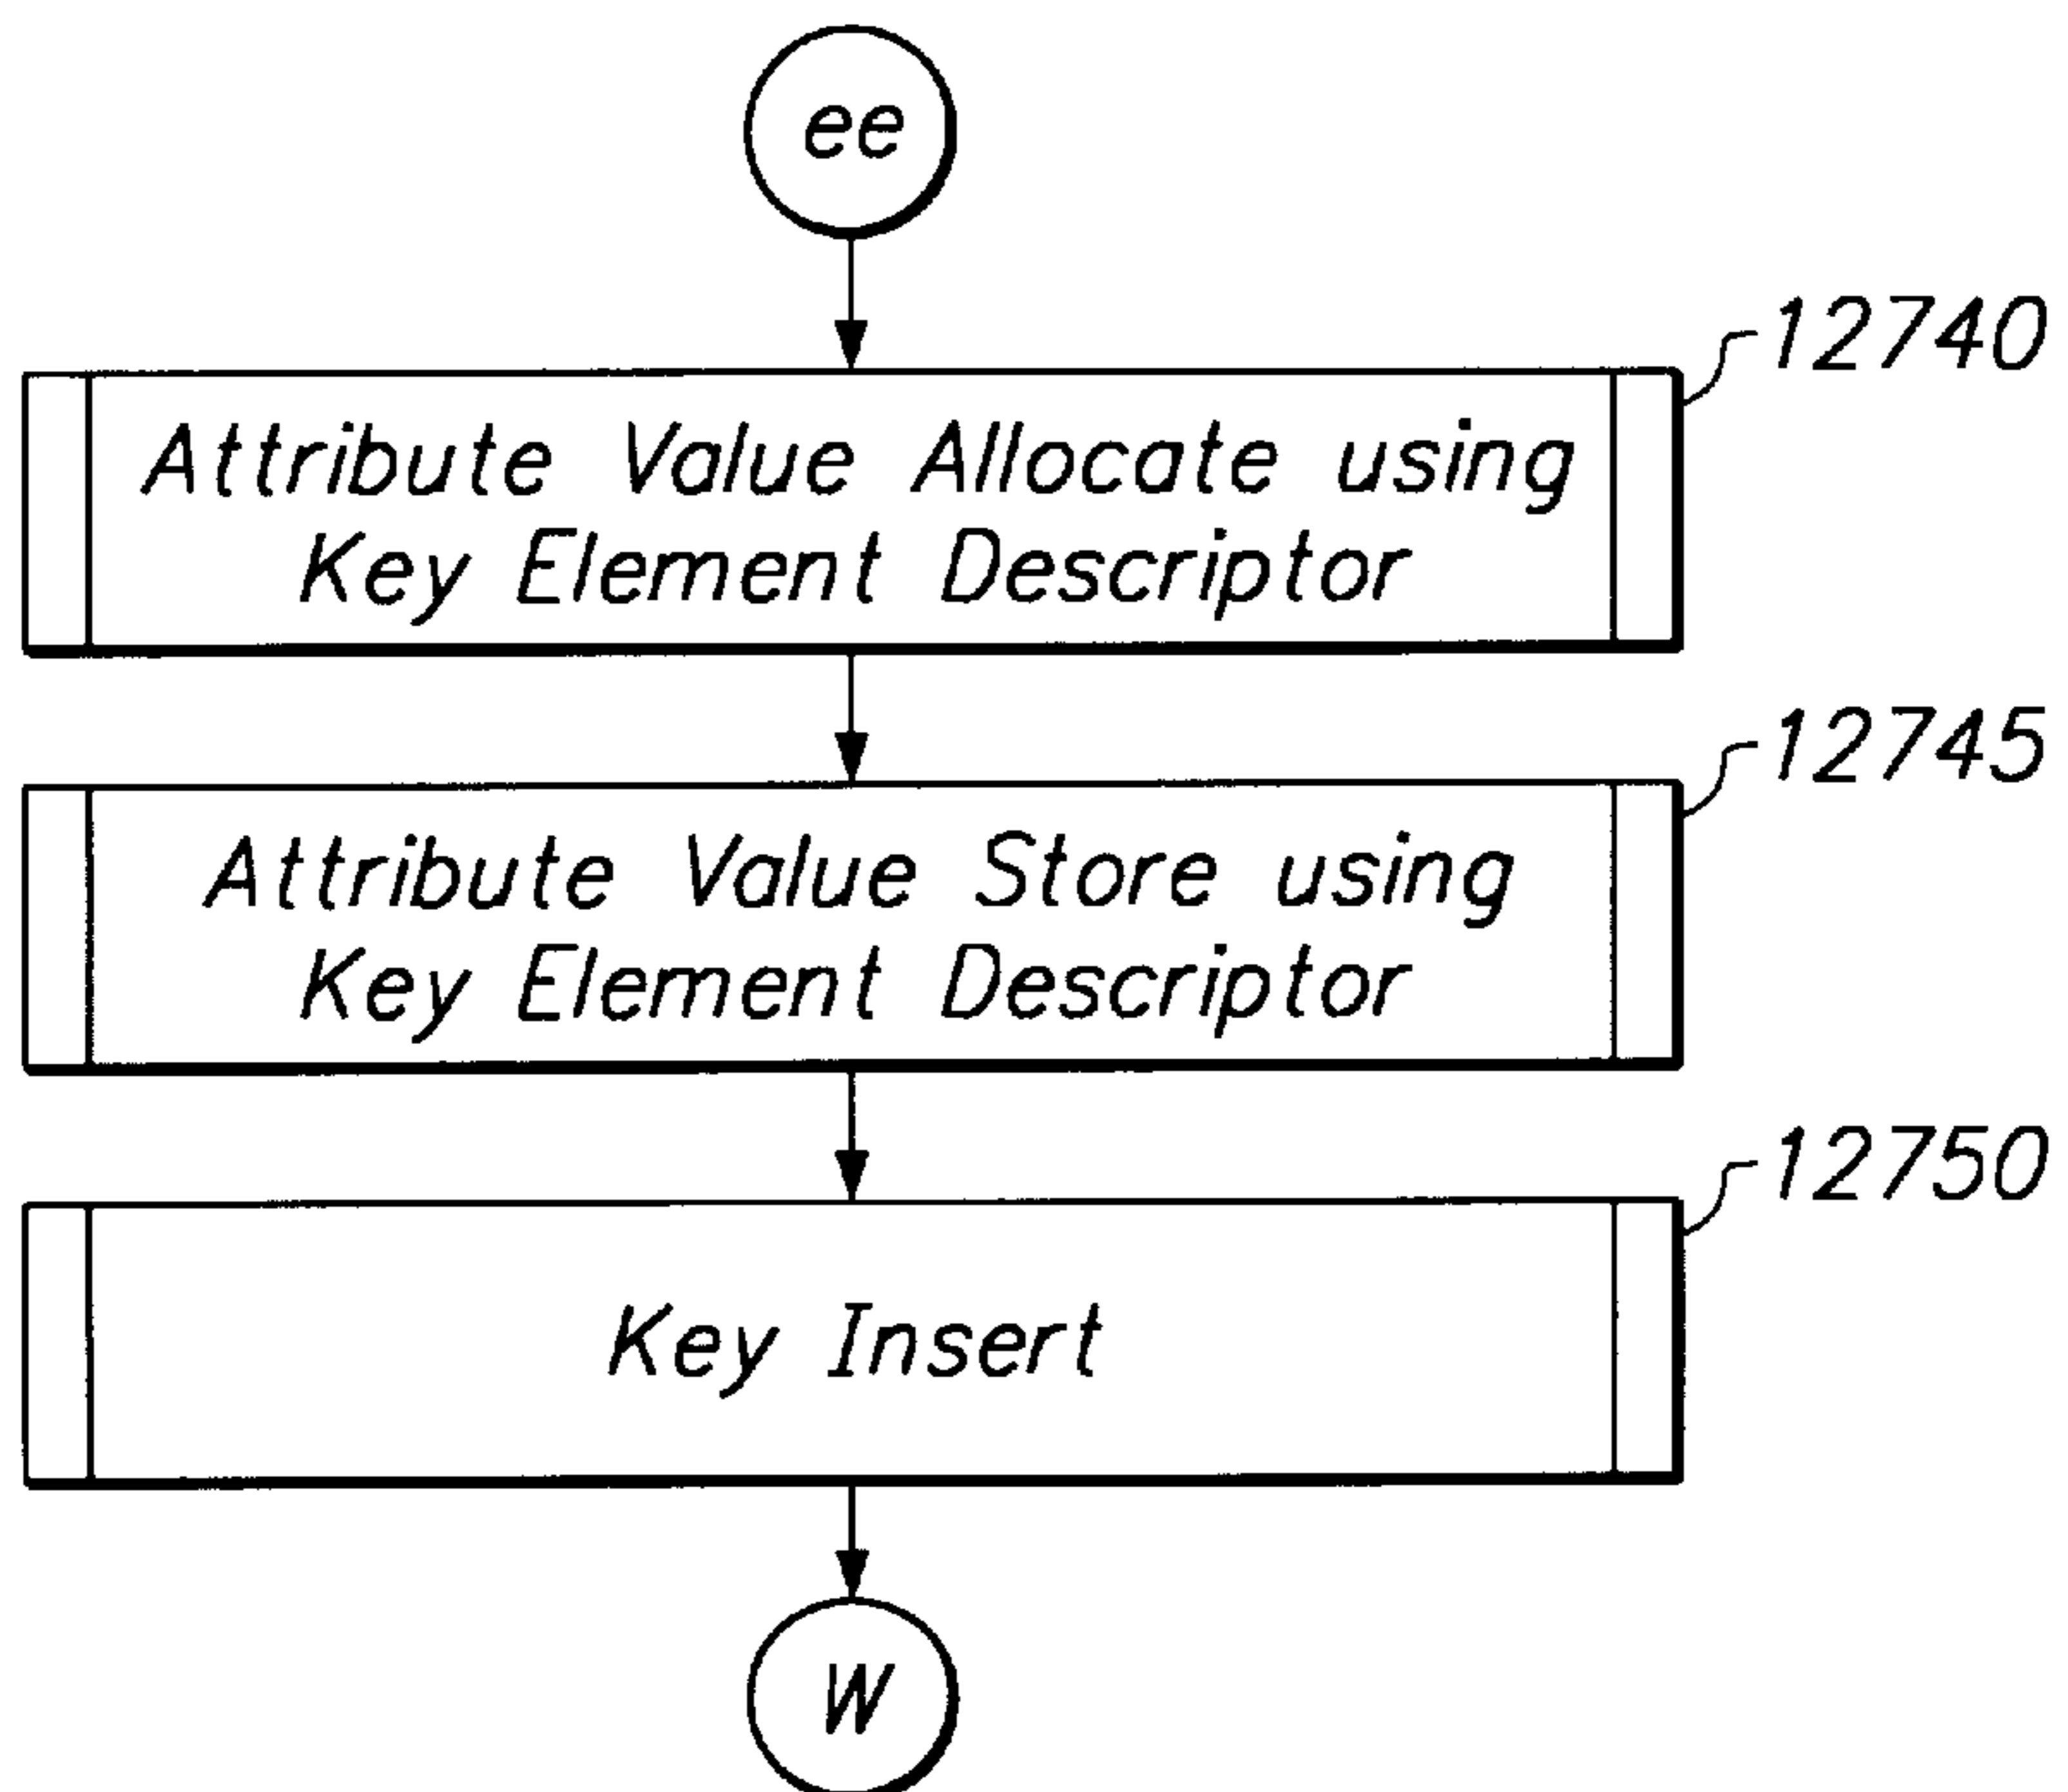 ee
12740
Attribute Value Allocate using
Key Element Descriptor
12745
Attribute Value Store using
Key Element Descriptor
12750
Key Insert
W